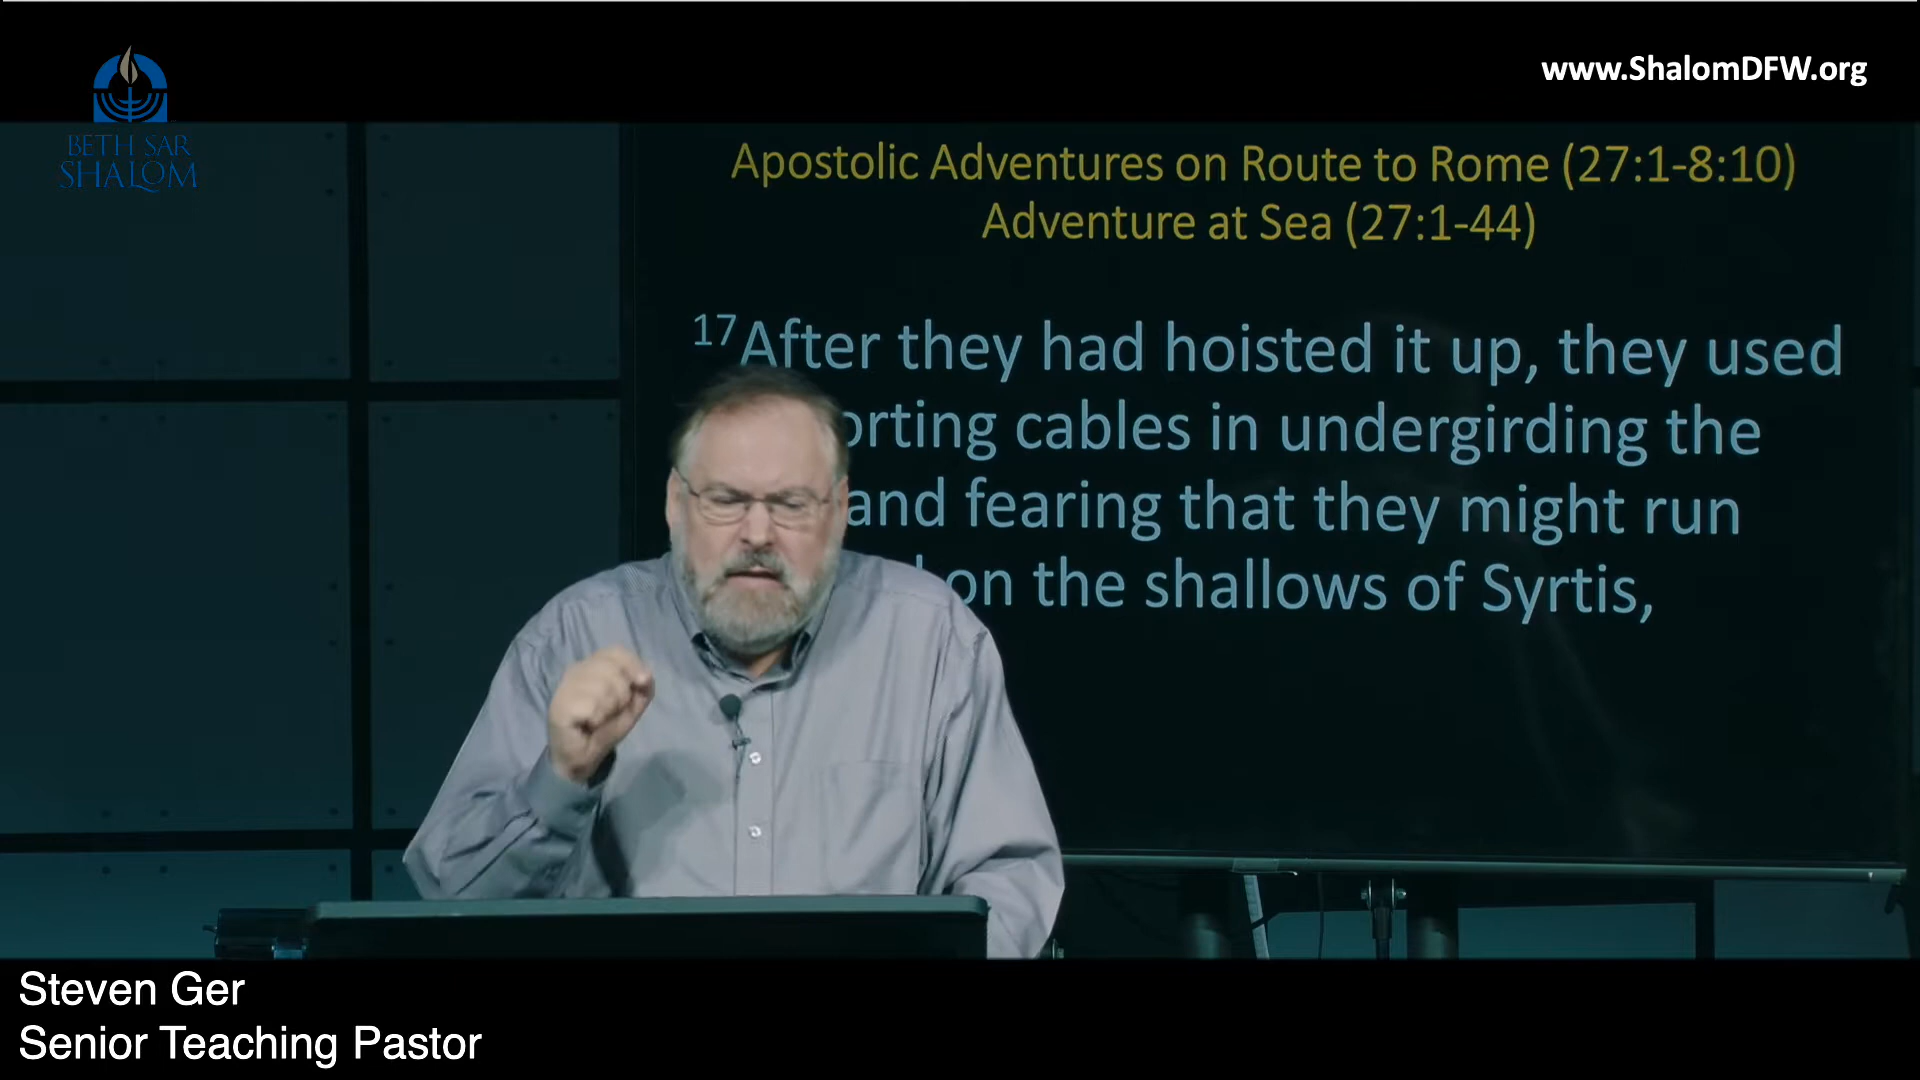 www.ShalomDFW.org
BETH SAR
SHALOM
Apostolic Adventures on Route to Rome (27:1-8:10)
Adventure at Sea (27:1-44)
17After they had hoisted it up, they used
orting cables in undergirding the
and fearing that they might run
on the shallows of Syrtis,
Steven Ger
Senior Teaching Pastor